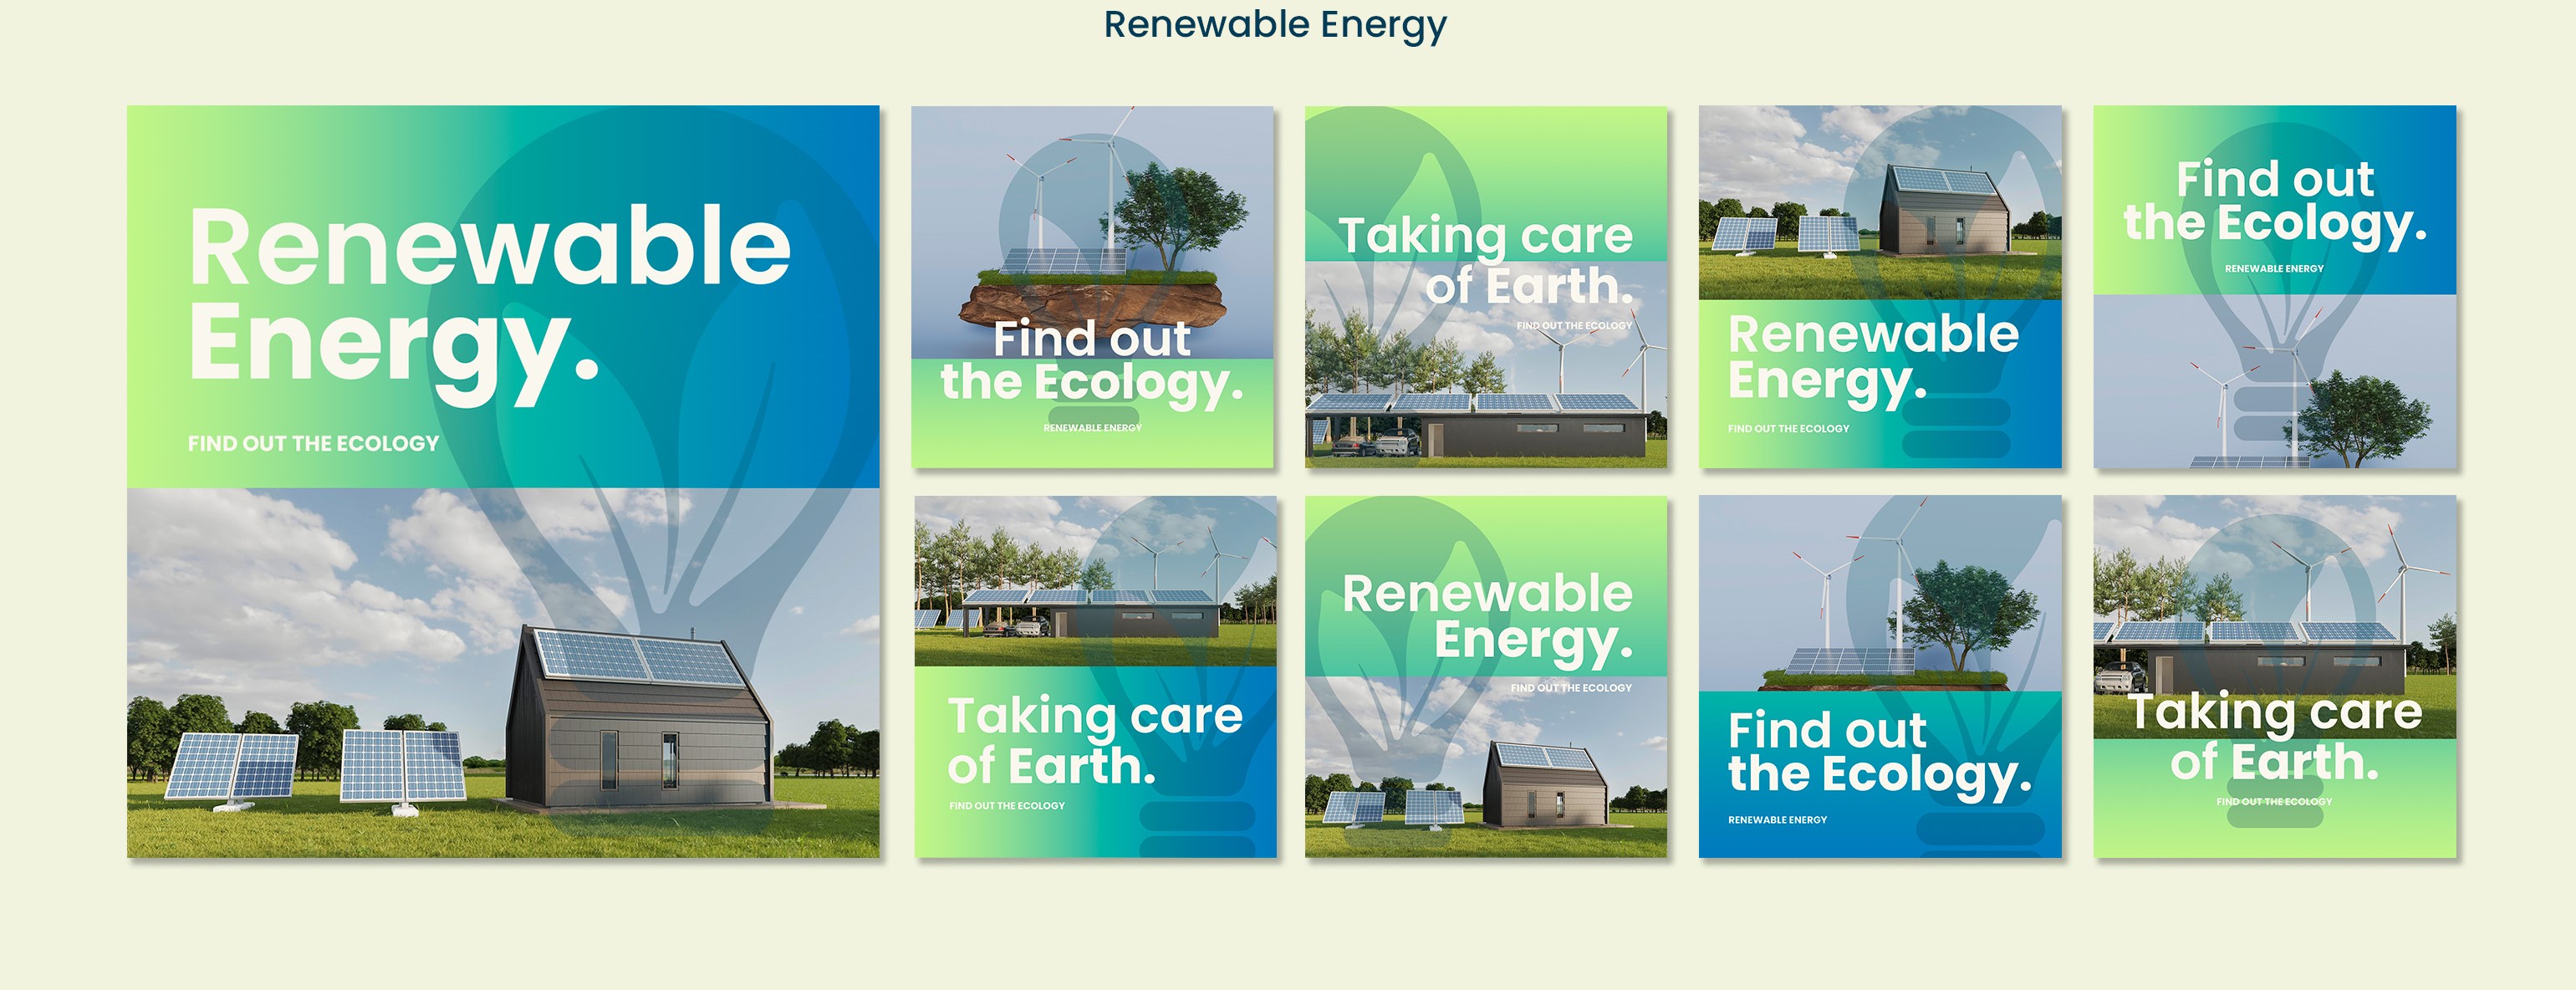 Renewable Energy
Renewable
Energy.
FIND OUT THE ECOLOGY
Find out
the Ecology.
RENEWABLE ENERGY
Taking care
of Earth.
FIND OUT THE ECOLOGY
Renewable
Energy.
FIND OUT THE ECOLOGY
Find out
the Ecology.
RENEWABLE ENERGY
Taking care
of Earth.
FIND OUT THE ECOLOGY
Renewable
Energy.
FIND OUT THE ECOLOGY
Find out
the Ecology.
RENEWABLE ENERGY
Taking care
of Earth.
FIND OUT THE ECOLOGY